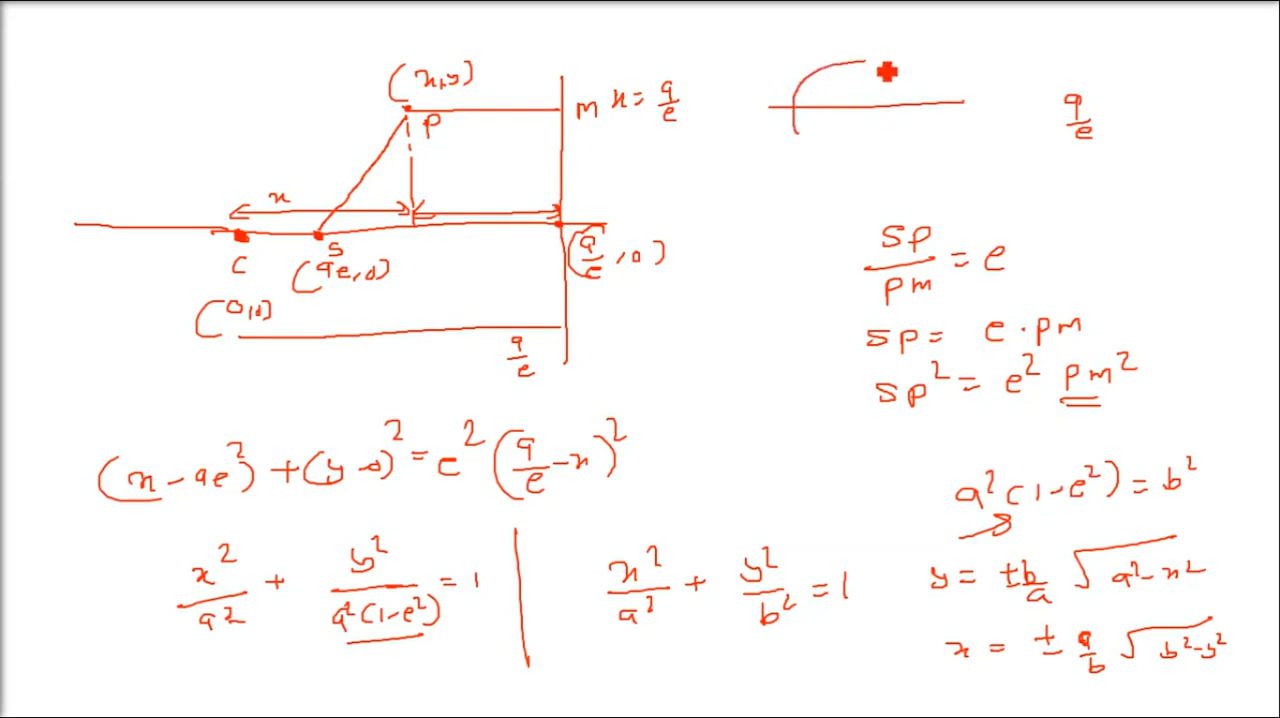 (x,y)
P
M x = a/e
a/e
x
C
S
(ae,0)
(a/e, 0)
(0,0)
a/e
SP/PM = e
SP = e · PM
SP² = e² PM²
(x - ae)² + (y - 0)² = e² (a/e - x)²
a²(1-e²) = b²
x²/a² + y²/a²(1-e²) = 1
x²/a² + y²/b² = 1
y = ± b/a √a²-x²
x = ± a/b √b²-y²